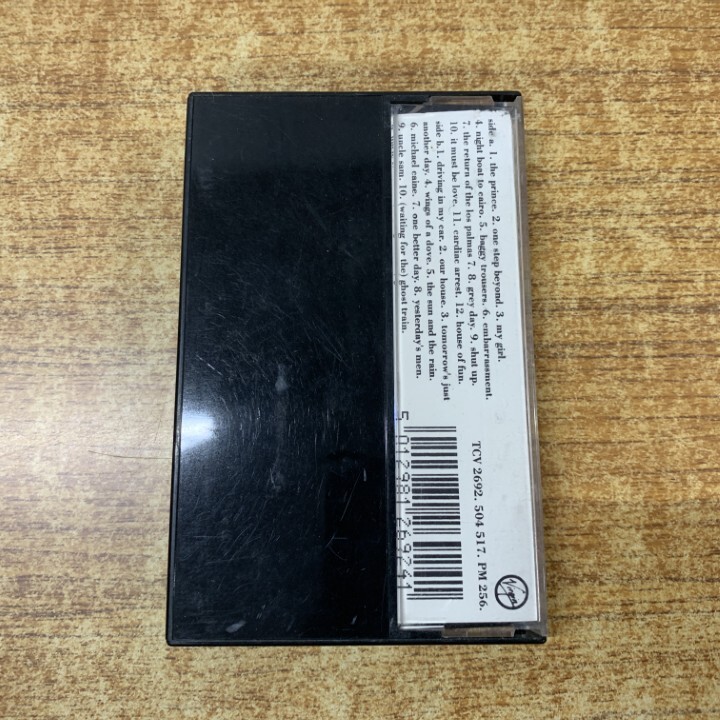 side a. 1. the prince. 2. one step beyond. 3. my girl.
4. night boat to cairo. 5. baggy trousers. 6. embarrassment.
7. the return of the los palmas 7. 8. grey day. 9. shut up.
10. it must be love. 11. cardiac arrest. 12. house of fun.
side b.1. driving in my car. 2. our house. 3. tomorrow's just
another day. 4. wings of a dove. 5. the sun and the rain.
6. michael caine. 7. one better day. 8. yesterday's men.
9. uncle sam. 10. (waiting for the) ghost train.
TCV 2692. 504 517. PM 256.
5 012981 269241
Virgin